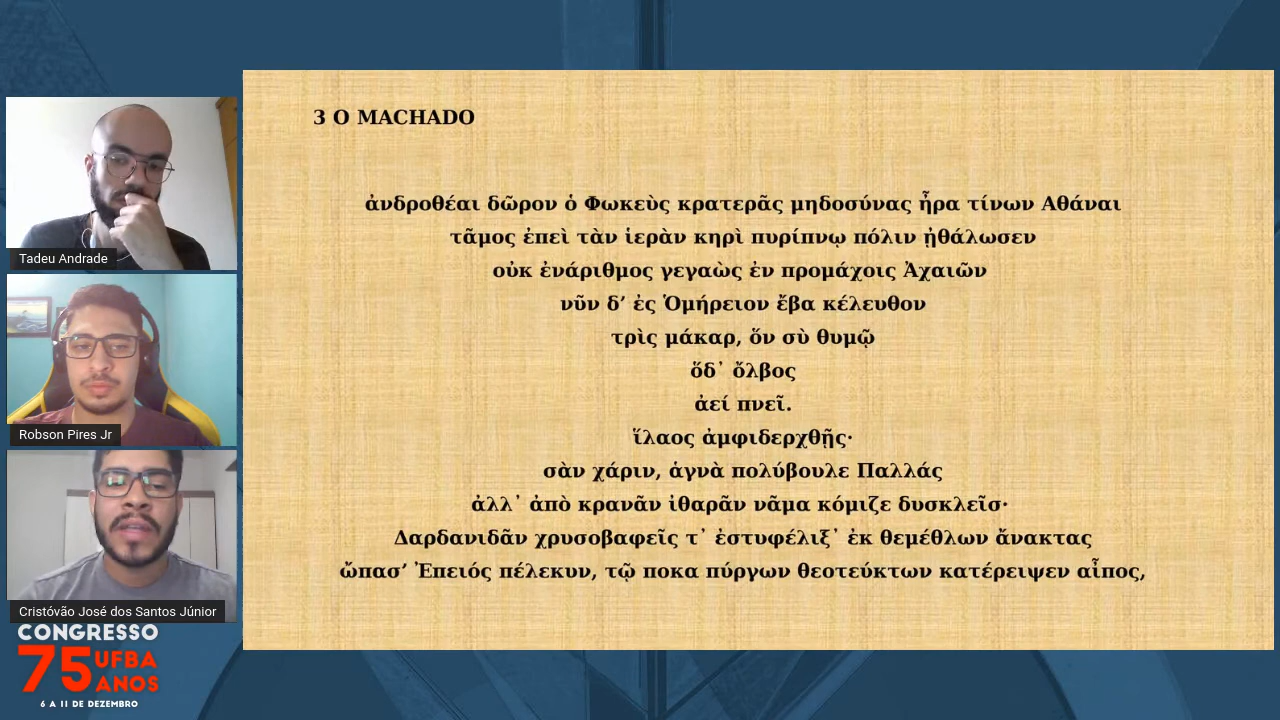 3 O MACHADO
ἀνδροθέαι δῶρον ὁ Φωκεὺς κρατερᾶς μηδοσύνας ἦρα τίνων Ἀθάναι
τᾶμος ἐπεὶ τὰν ἱερὰν κηρὶ πυρίπνῳ πόλιν ᾐθάλωσεν
οὐκ ἐνάριθμος γεγαὼς ἐν προμάχοις Ἀχαιῶν
νῦν δ’ ἐς Ὁμήρειον ἔβα κέλευθον
τρὶς μάκαρ, ὅν σὺ θυμῷ
ὅδ᾽ ὄλβος
ἀεί πνεῖ.
ἵλαος ἀμφιδερχθῇς·
σὰν χάριν, ἁγνὰ πολύβουλε Παλλάς
ἀλλ᾽ ἀπὸ κρανᾶν ἰθαρᾶν νᾶμα κόμιζε δυσκλεῖσ·
Δαρδανιδᾶν χρυσοβαφεῖς τ᾽ ἐστυφέλιξ᾽ ἐκ θεμέθλων ἄνακτας
ὤπασ’ Ἐπειός πέλεκυν, τῷ ποκα πύργων θεοτεύκτων κατέρειψεν αἶπος,
Tadeu Andrade
Robson Pires Jr
Cristóvão José dos Santos Júnior
CONGRESSO
75 UFBA
ANOS
6 A 11 DE DEZEMBRO